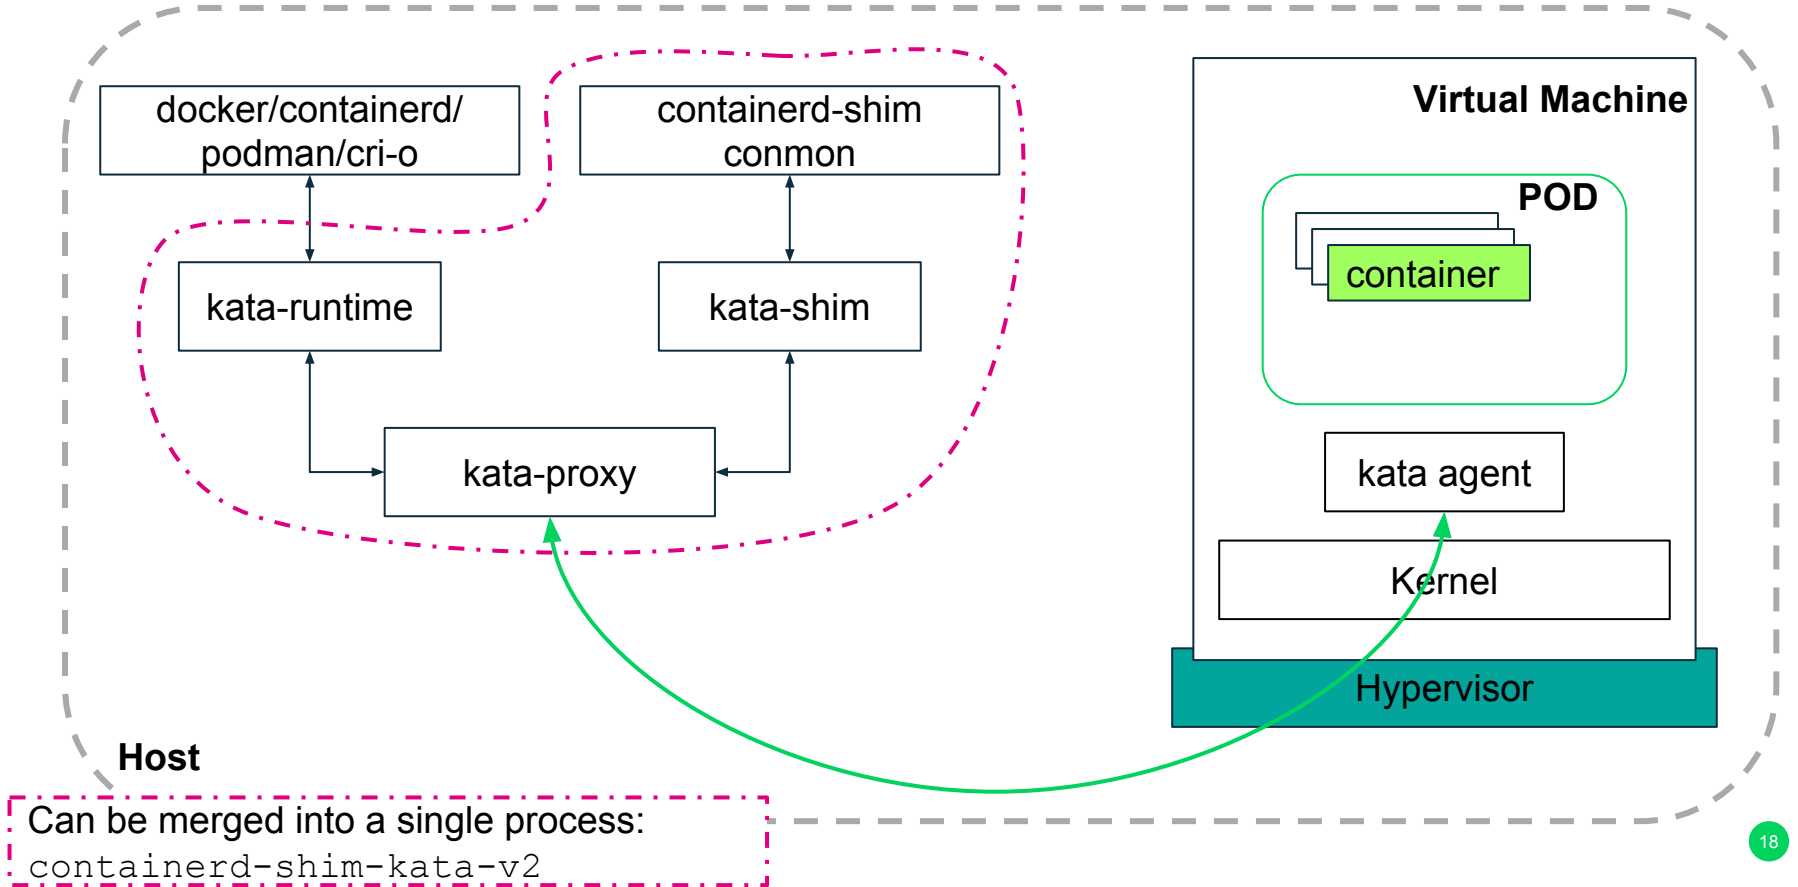 docker/containerd/
podman/cri-o
containerd-shim
conmon
Virtual Machine
POD
container
kata-runtime
kata-shim
kata-proxy
kata agent
Kernel
Hypervisor
Host
Can be merged into a single process:
containerd-shim-kata-v2
18